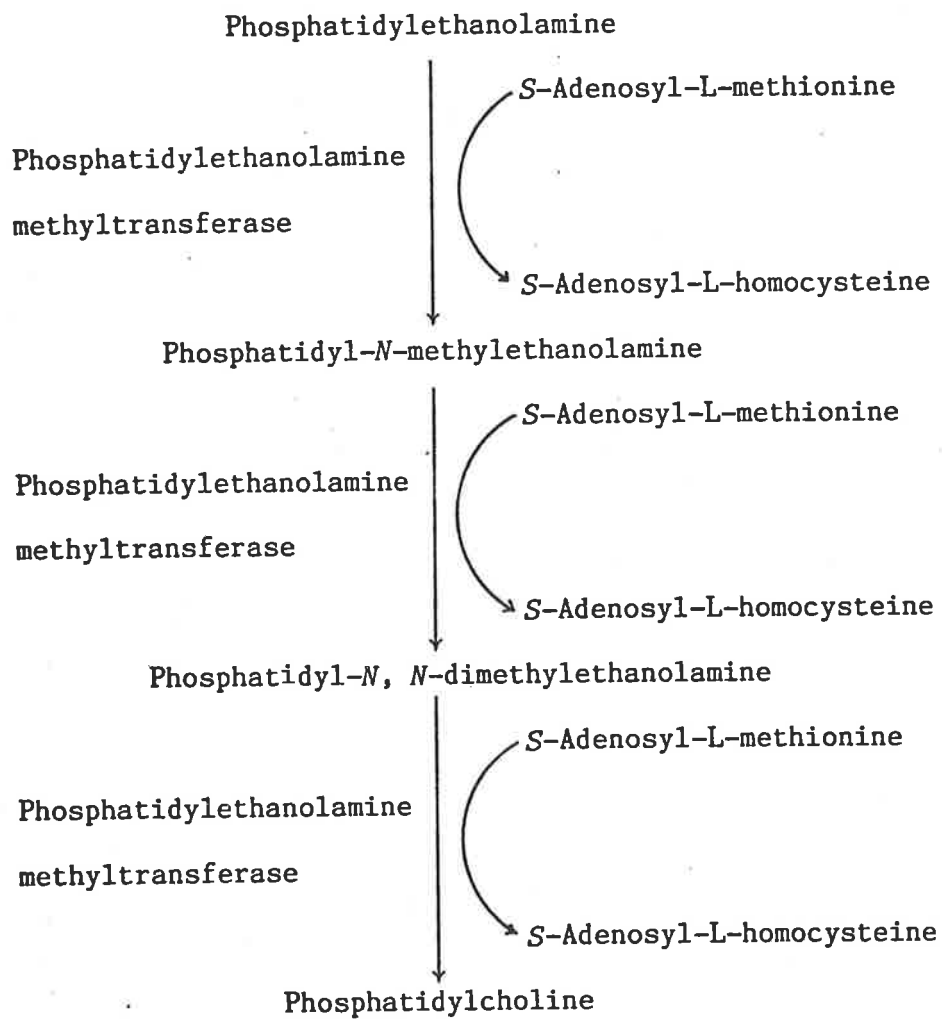 Phosphatidylethanolamine
S-Adenosyl-L-methionine
Phosphatidylethanolamine
methyltransferase
S-Adenosyl-L-homocysteine
Phosphatidyl-N-methylethanolamine
S-Adenosyl-L-methionine
Phosphatidylethanolamine
methyltransferase
S-Adenosyl-L-homocysteine
Phosphatidyl-N, N-dimethylethanolamine
S-Adenosyl-L-methionine
Phosphatidylethanolamine
methyltransferase
S-Adenosyl-L-homocysteine
Phosphatidylcholine